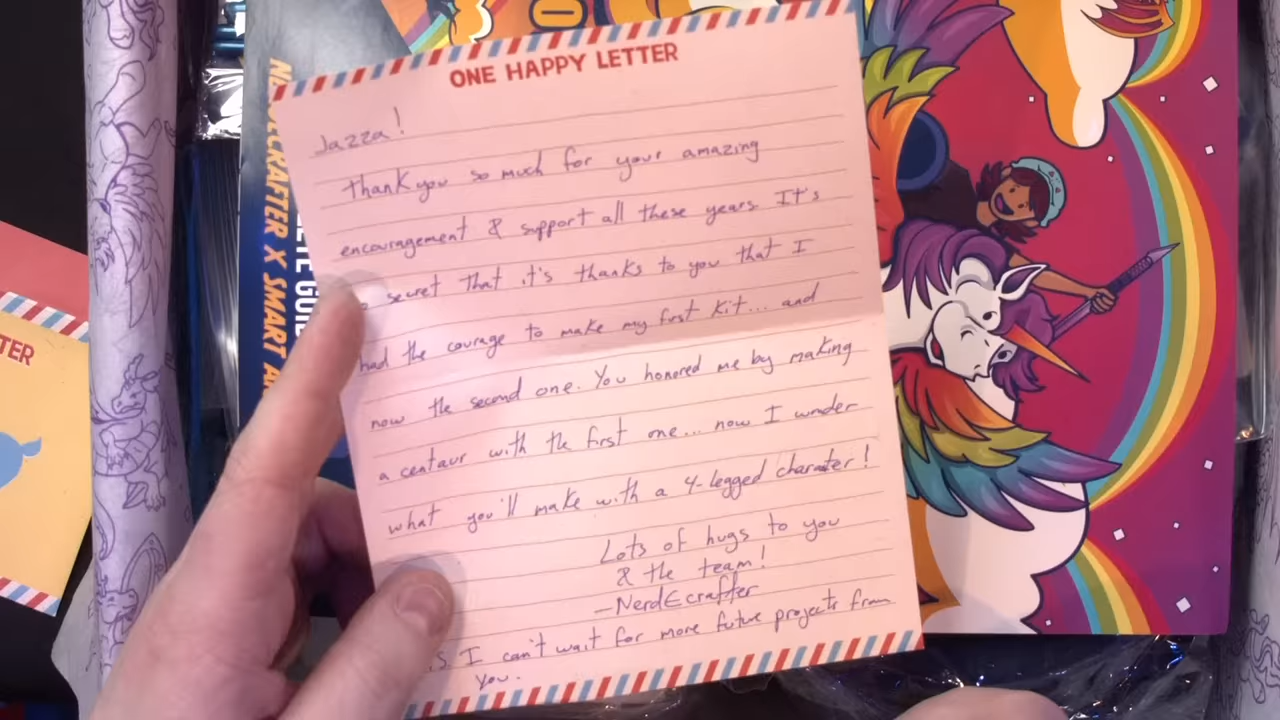 ONE HAPPY LETTER
Jazza!
Thank you so much for your amazing
encouragement & support all these years. It's
secret that it's thanks to you that I
had the courage to make my first kit... and
now the second one. You honored me by making
a centaur with the first one... now I wonder
what you'll make with a 4-legged character!
Lots of hugs to you
& the team!
-NerdEcrafter
.S. I can't wait for more future projects from
you.
CRAFTER X SMART A
ETE GUID
TER